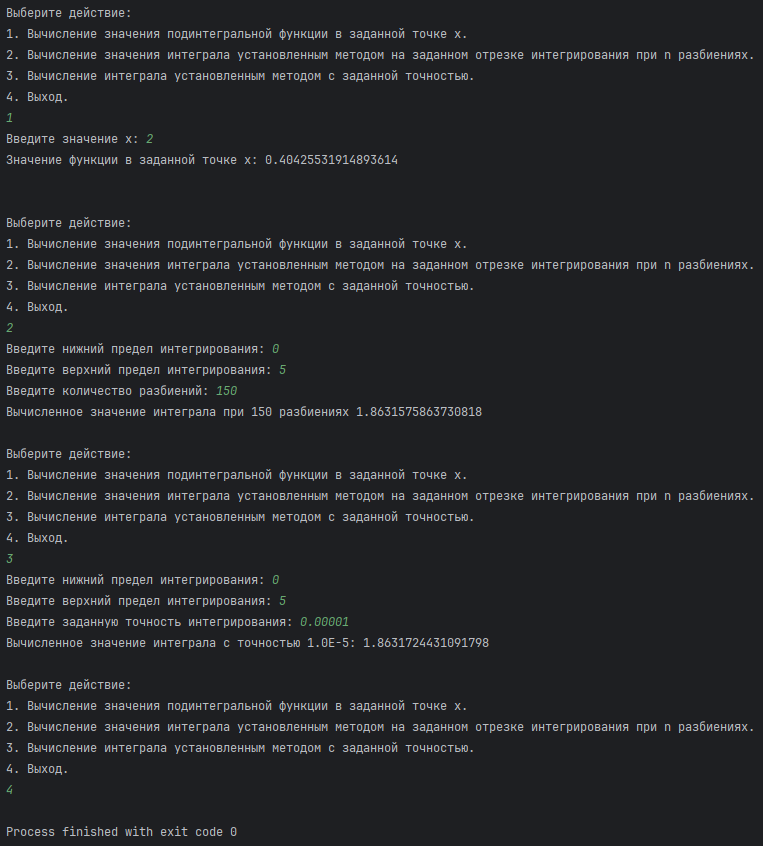 Выберите действие:
1. Вычисление значения подинтегральной функции в заданной точке x.
2. Вычисление значения интеграла установленным методом на заданном отрезке интегрирования при n разбиениях.
3. Вычисление интеграла установленным методом с заданной точностью.
4. Выход.
1
Введите значение x: 2
Значение функции в заданной точке x: 0.40425531914893614
Выберите действие:
1. Вычисление значения подинтегральной функции в заданной точке x.
2. Вычисление значения интеграла установленным методом на заданном отрезке интегрирования при n разбиениях.
3. Вычисление интеграла установленным методом с заданной точностью.
4. Выход.
2
Введите нижний предел интегрирования: 0
Введите верхний предел интегрирования: 5
Введите количество разбиений: 150
Вычисленное значение интеграла при 150 разбиениях 1.8631575863730818
Выберите действие:
1. Вычисление значения подинтегральной функции в заданной точке x.
2. Вычисление значения интеграла установленным методом на заданном отрезке интегрирования при n разбиениях.
3. Вычисление интеграла установленным методом с заданной точностью.
4. Выход.
3
Введите нижний предел интегрирования: 0
Введите верхний предел интегрирования: 5
Введите заданную точность интегрирования: 0.00001
Вычисленное значение интеграла с точностью 1.0E-5: 1.8631724431091798
Выберите действие:
1. Вычисление значения подинтегральной функции в заданной точке x.
2. Вычисление значения интеграла установленным методом на заданном отрезке интегрирования при n разбиениях.
3. Вычисление интеграла установленным методом с заданной точностью.
4. Выход.
4
Process finished with exit code 0